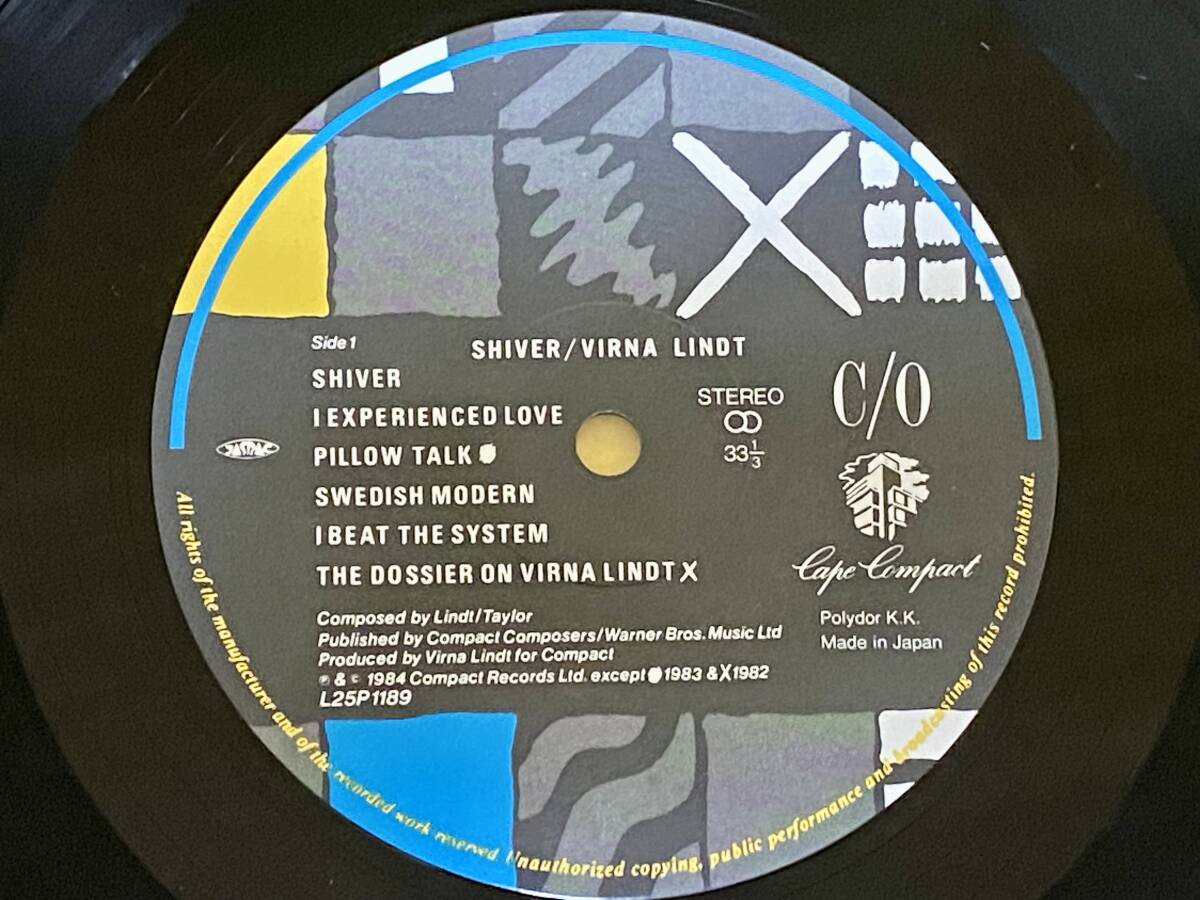 Side 1
SHIVER/VIRNA LINDT
SHIVER
I EXPERIENCED LOVE
PILLOW TALK
SWEDISH MODERN
I BEAT THE SYSTEM
THE DOSSIER ON VIRNA LINDT X
STEREO
33 1/3
C/O
Cape Compact
Polydor K.K.
Made in Japan
JASRAC
Composed by Lindt/Taylor
Published by Compact Composers/Warner Bros. Music Ltd
Produced by Virna Lindt for Compact
℗ & © 1984 Compact Records Ltd. except ● 1983 & X 1982
L25P1189
All rights of the manufacturer and of the recorded work reserved. Unauthorized copying, public performance and broadcasting of this record prohibited.